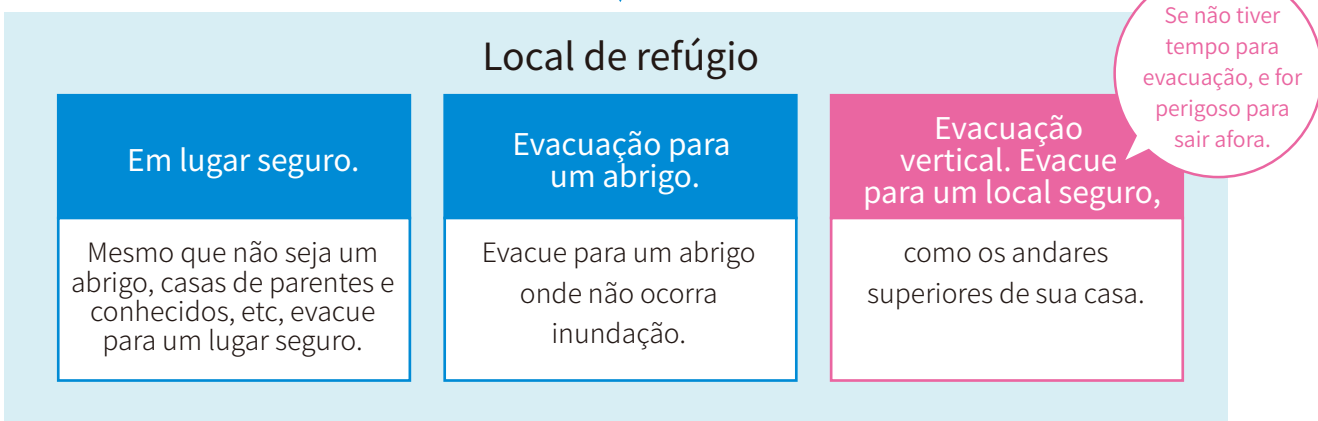 Local de refúgio
Em lugar seguro.
Mesmo que não seja um
abrigo, casas de parentes e
conhecidos, etc, evacue
para um lugar seguro.
Evacuação para
um abrigo.
Evacue para um abrigo
onde não ocorra
inundação.
Evacuação
vertical. Evacue
para um local seguro,
como os andares
superiores de sua casa.
Se não tiver
tempo para
evacuação, e for
perigoso para
sair afora.